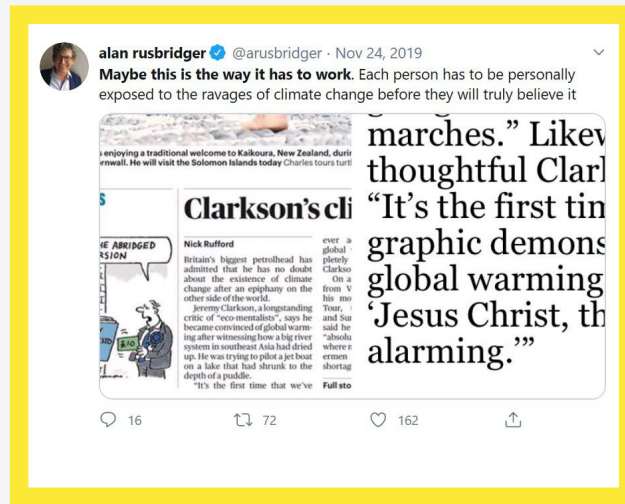 alan rusbridger @arusbridger · Nov 24, 2019
Maybe this is the way it has to work. Each person has to be personally
exposed to the ravages of climate change before they will truly believe it
enjoying a traditional welcome to Kaikoura, New Zealand, durin
rnwall. He will visit the Solomon Islands today Charles tours turtl
S
HE ABRIDGED
RSION
STD
£10
Clarkson's cli
Nick Rufford
Britain's biggest petrolhead has
admitted that he has no doubt
about the existence of climate
change after an epiphany on the
other side of the world.
Jeremy Clarkson, a longstanding
critic of "eco-mentalists", says he
became convinced of global warm-
ing after witnessing how a big river
system in southeast Asia had dried
up. He was trying to pilot a jet boat
on a lake that had shrunk to the
depth of a puddle.
"It's the first time that we've
ever a
global
pletely
Clarkso
On a
from V
his mo
Tour,
and Sur
said he
"absolu
where n
ermen
shortag
Full sto
marches.” Likew
thoughtful Clark
“It’s the first tim
graphic demons
global warming
‘Jesus Christ, th
alarming.’”
16
72
162